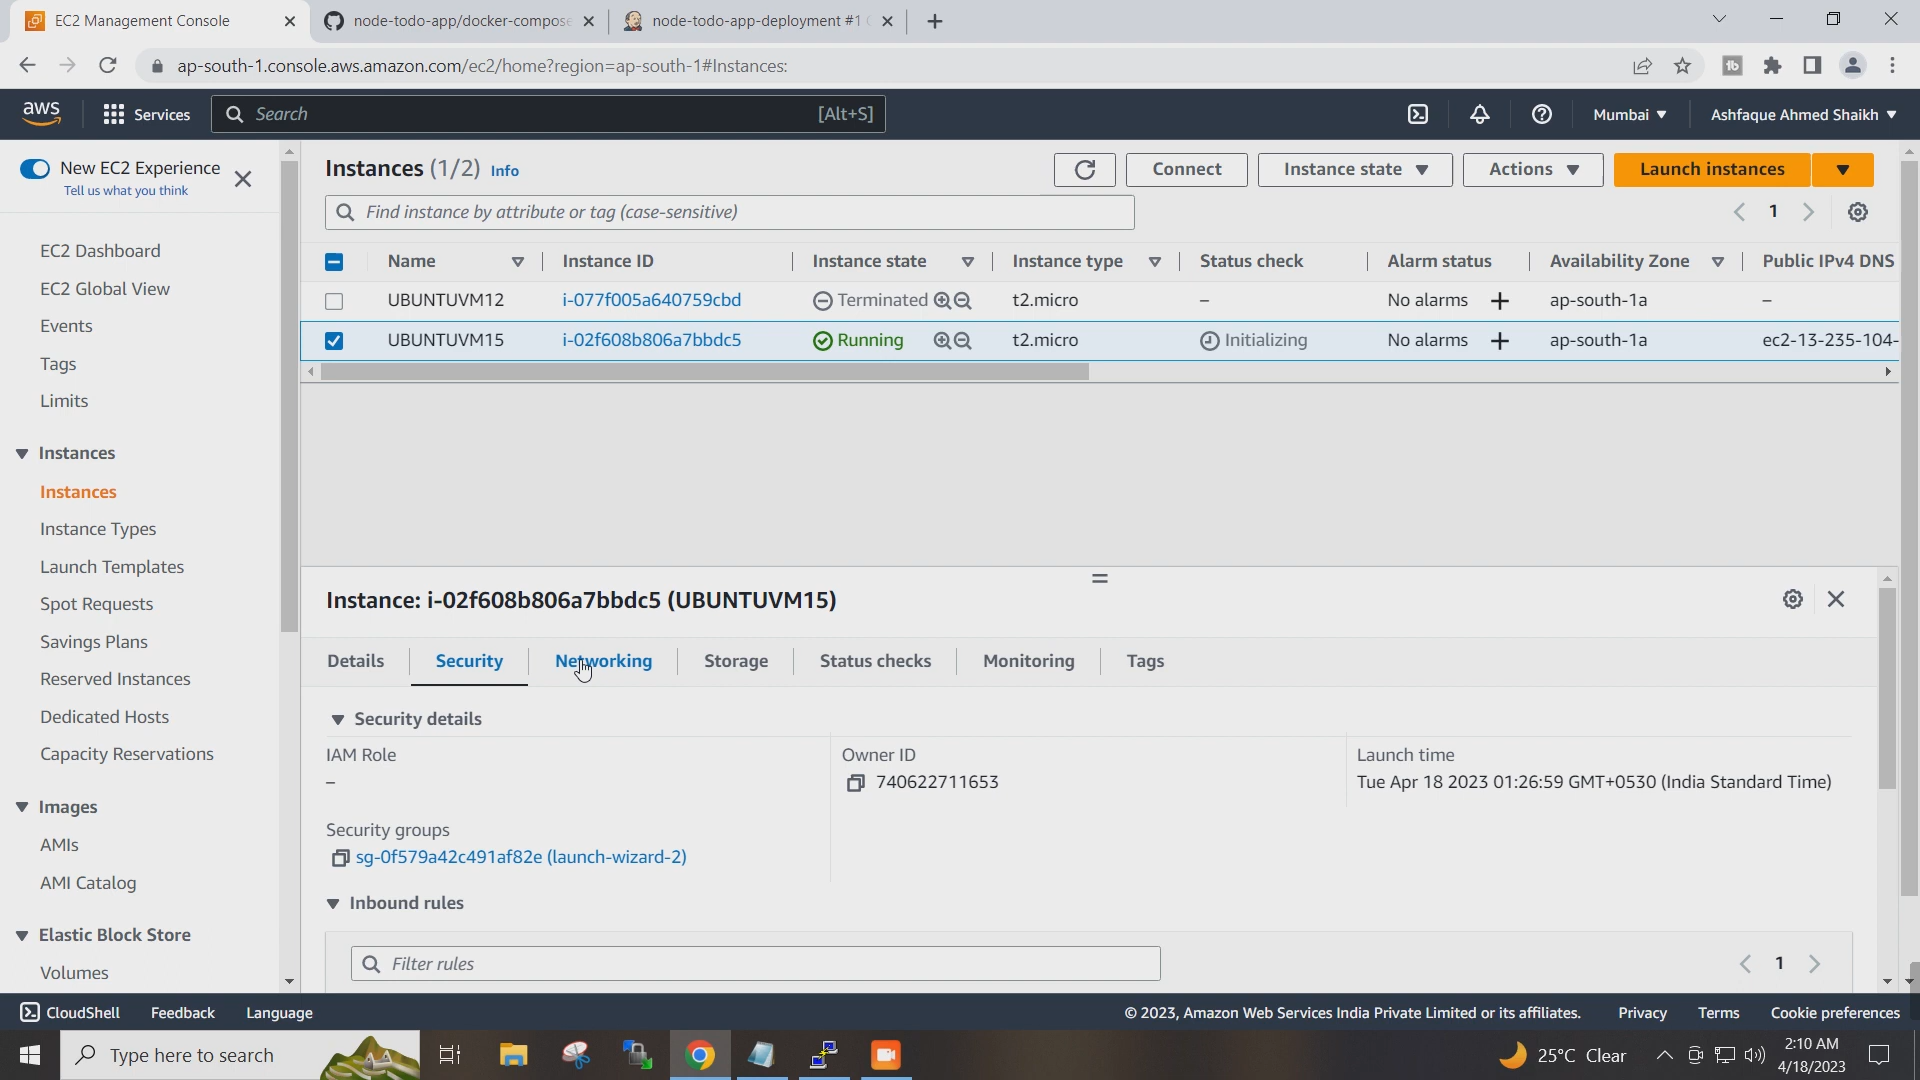 EC2 Management Console
node-todo-app/docker-compose
node-todo-app-deployment #1
ap-south-1.console.aws.amazon.com/ec2/home?region=ap-south-1#Instances:
aws
Services
Search
[Alt+S]
Mumbai
Ashfaque Ahmed Shaikh
New EC2 Experience
Tell us what you think
EC2 Dashboard
EC2 Global View
Events
Tags
Limits
Instances
Instances
Instance Types
Launch Templates
Spot Requests
Savings Plans
Reserved Instances
Dedicated Hosts
Capacity Reservations
Images
AMIs
AMI Catalog
Elastic Block Store
Volumes
Instances (1/2) Info
Connect
Instance state
Actions
Launch instances
Find instance by attribute or tag (case-sensitive)
1
Name Instance ID Instance state Instance type Status check Alarm status Availability Zone Public IPv4 DNS
UBUNTUVM12 i-077f005a640759cbd Terminated t2.micro – No alarms + ap-south-1a –
UBUNTUVM15 i-02f608b806a7bbdc5 Running t2.micro Initializing No alarms + ap-south-1a ec2-13-235-104-
Instance: i-02f608b806a7bbdc5 (UBUNTUVM15)
Details
Security
Networking
Storage
Status checks
Monitoring
Tags
Security details
IAM Role
–
Owner ID
740622711653
Launch time
Tue Apr 18 2023 01:26:59 GMT+0530 (India Standard Time)
Security groups
sg-0f579a42c491af82e (launch-wizard-2)
Inbound rules
Filter rules
1
CloudShell
Feedback
Language
© 2023, Amazon Web Services India Private Limited or its affiliates.
Privacy
Terms
Cookie preferences
Type here to search
25°C Clear
2:10 AM
4/18/2023